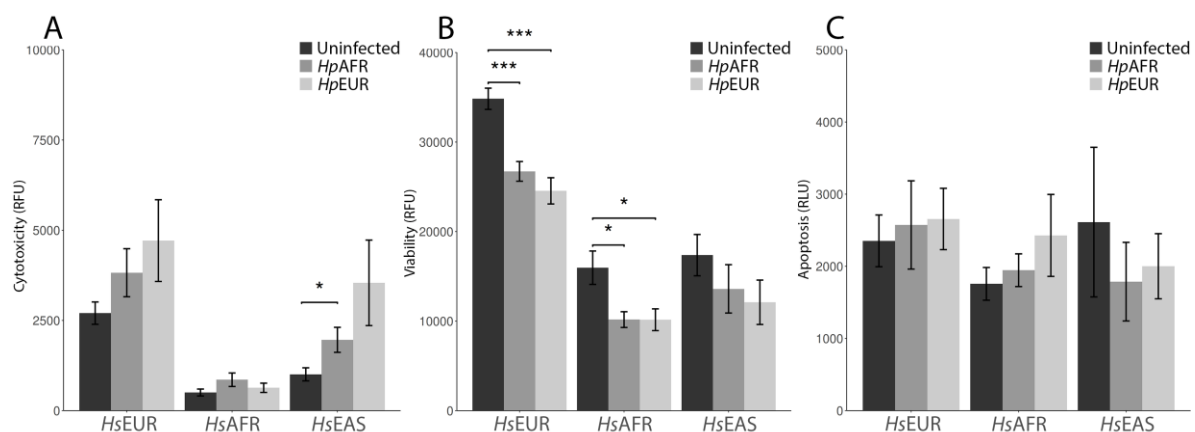 A
Cytotoxicity (RFU)
10000
7500
5000
2500
0
Uninfected
HpAFR
HpEUR
*
HsEUR
HsAFR
HsEAS
B
Viability (RFU)
40000
30000
20000
10000
0
Uninfected
HpAFR
HpEUR
***
***
*
*
HsEUR
HsAFR
HsEAS
C
Apoptosis (RLU)
5000
4000
3000
2000
1000
0
Uninfected
HpAFR
HpEUR
HsEUR
HsAFR
HsEAS